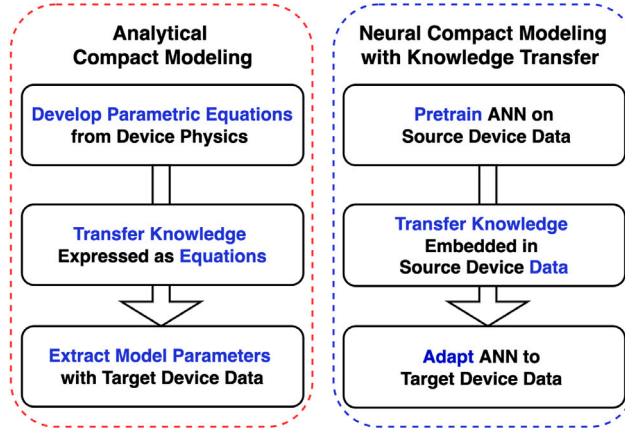 Analytical
Compact Modeling
Develop Parametric Equations
from Device Physics
Transfer Knowledge
Expressed as Equations
Extract Model Parameters
with Target Device Data
Neural Compact Modeling
with Knowledge Transfer
Pretrain ANN on
Source Device Data
Transfer Knowledge
Embedded in
Source Device Data
Adapt ANN to
Target Device Data